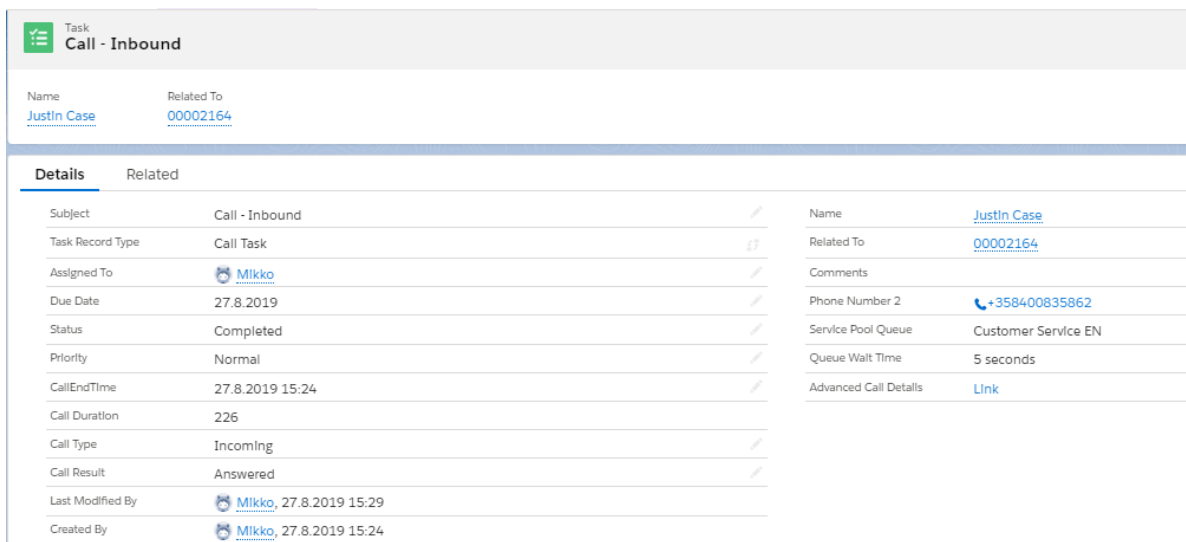 Task
Call - Inbound
Name Related To
Justin Case 00002164
Details Related
Subject Call - Inbound
Task Record Type Call Task
Assigned To Mikko
Due Date 27.8.2019
Status Completed
Priority Normal
CallEndTime 27.8.2019 15:24
Call Duration 226
Call Type Incoming
Call Result Answered
Last Modified By Mikko, 27.8.2019 15:29
Created By Mikko, 27.8.2019 15:24
Name Justin Case
Related To 00002164
Comments
Phone Number 2 +358400835862
Service Pool Queue Customer Service EN
Queue Wait Time 5 seconds
Advanced Call Details Link